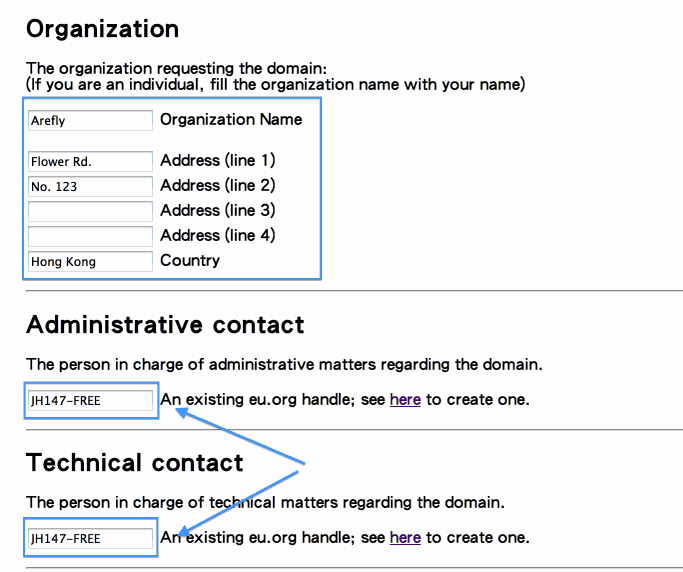 Organization
The organization requesting the domain:
(If you are an individual, fill the organization name with your name)
Arefly Organization Name
Flower Rd. Address (line 1)
No. 123 Address (line 2)
Address (line 3)
Address (line 4)
Hong Kong Country
Administrative contact
The person in charge of administrative matters regarding the domain.
JH147-FREE An existing eu.org handle; see here to create one.
Technical contact
The person in charge of technical matters regarding the domain.
JH147-FREE An existing eu.org handle; see here to create one.